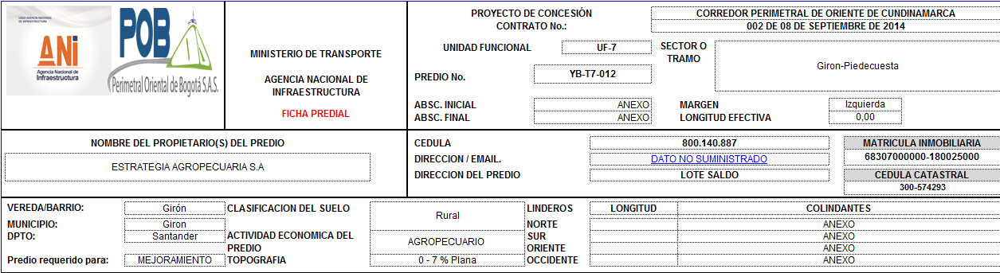 LOGO AGENCIA NACIONAL
DE INFRAESTRUCTURA
ANI
Agencia Nacional de
Infraestructura
POB
Perimetral Oriental de Bogotá S.A.S.
MINISTERIO DE TRANSPORTE
AGENCIA NACIONAL DE
INFRAESTRUCTURA
FICHA PREDIAL
PROYECTO DE CONCESIÓN CORREDOR PERIMETRAL DE ORIENTE DE CUNDINAMARCA
CONTRATO No.: 002 DE 08 DE SEPTIEMBRE DE 2014
UNIDAD FUNCIONAL UF-7 SECTOR O
TRAMO Giron-Piedecuesta
PREDIO No. YB-T7-012
ABSC. INICIAL ANEXO MARGEN Izquierda
ABSC. FINAL ANEXO LONGITUD EFECTIVA 0,00
NOMBRE DEL PROPIETARIO(S) DEL PREDIO
ESTRATEGIA AGROPECUARIA S.A
CEDULA 800.140.887 MATRICULA INMOBILIARIA
DIRECCION / EMAIL. DATO NO SUMINISTRADO 68307000000-180025000
DIRECCION DEL PREDIO LOTE SALDO CEDULA CATASTRAL
300-574293
VEREDA/BARRIO: Girón CLASIFICACION DEL SUELO Rural LINDEROS LONGITUD COLINDANTES
MUNICIPIO: Giron NORTE ANEXO
DPTO: Santander ACTIVIDAD ECONOMICA DEL
PREDIO AGROPECUARIO SUR ANEXO
ORIENTE ANEXO
Predio requerido para: MEJORAMIENTO TOPOGRAFIA 0 - 7 % Plana OCCIDENTE ANEXO